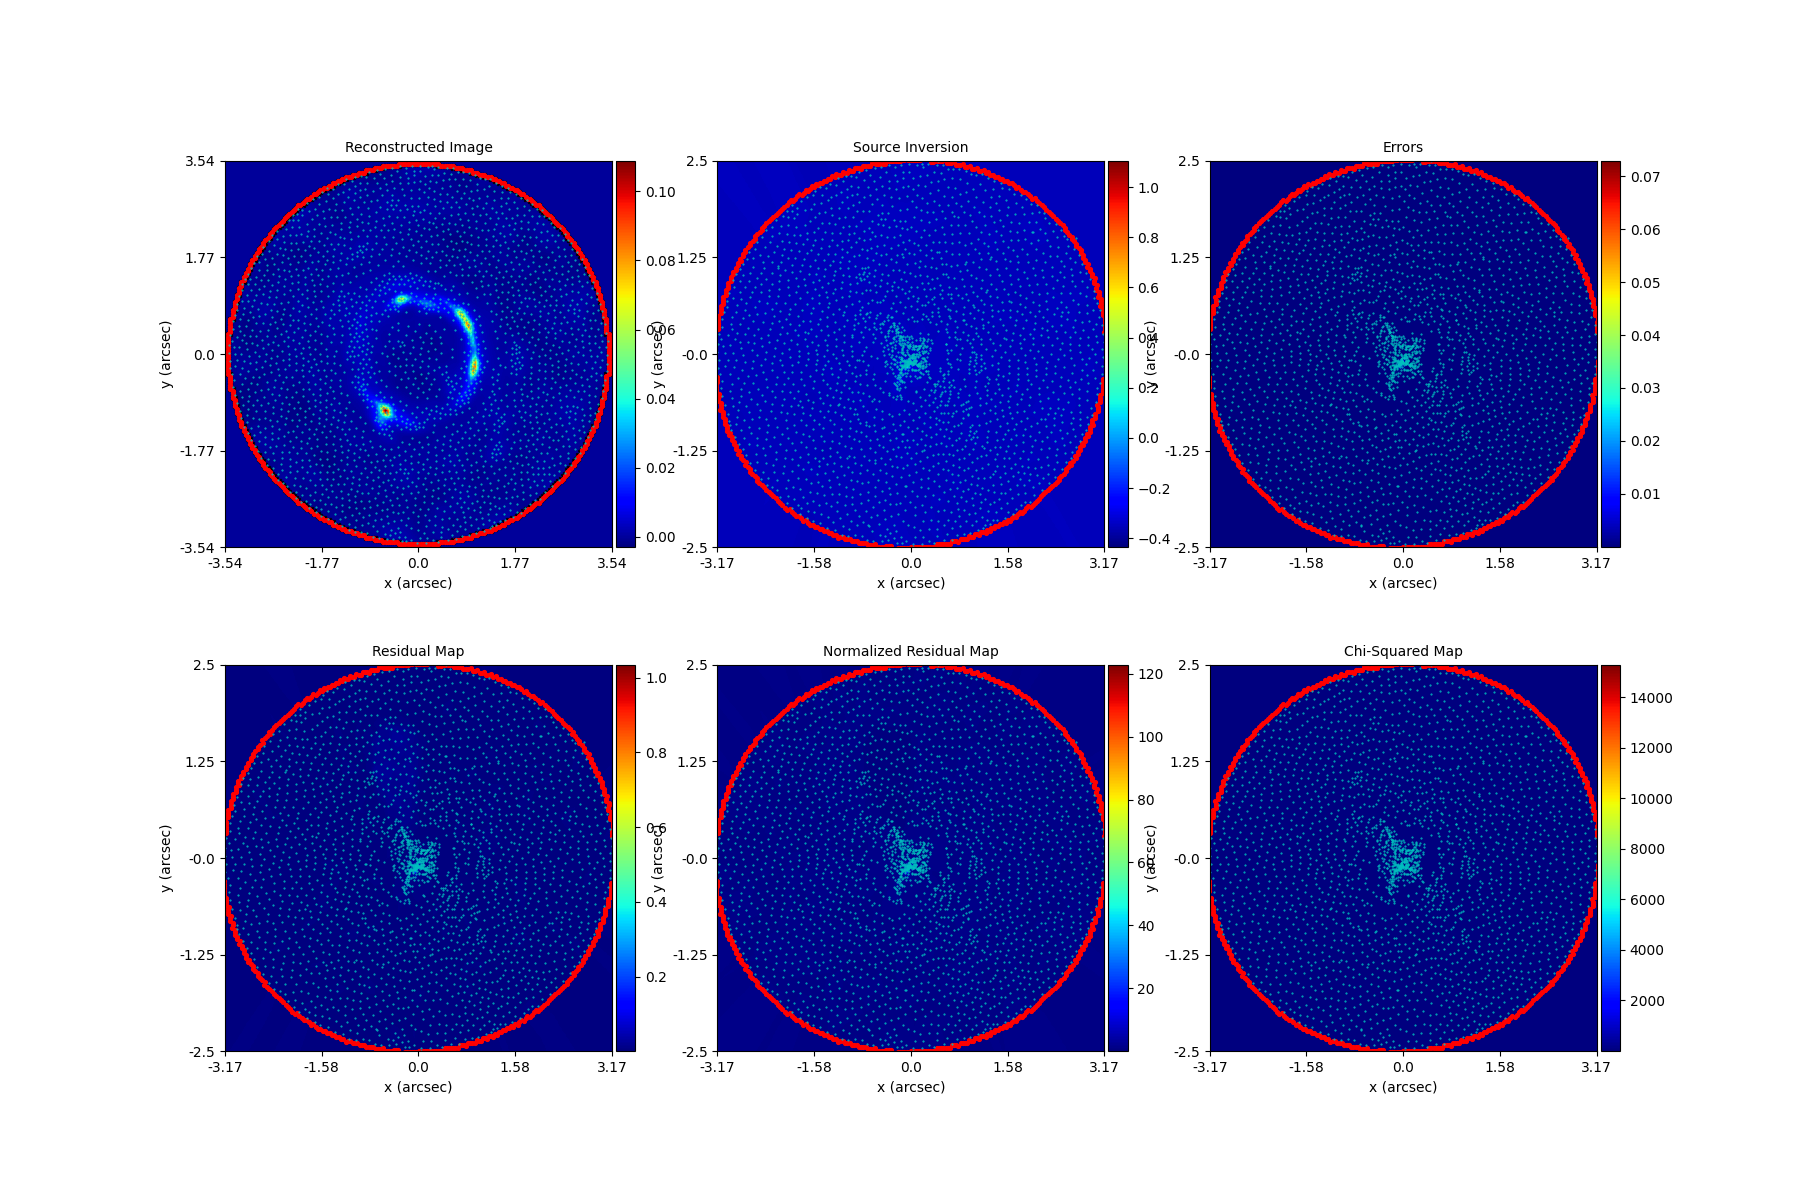 Reconstructed Image
3.54
1.77
0.0
-1.77
-3.54
y (arcsec)
-3.54 -1.77 0.0 1.77 3.54
x (arcsec)
0.10
0.08
0.06
0.04
0.02
0.00
Source Inversion
2.5
1.25
-0.0
-1.25
-2.5
y (arcsec)
-3.17 -1.58 0.0 1.58 3.17
x (arcsec)
1.0
0.8
0.6
0.4
0.2
0.0
−0.2
−0.4
Errors
2.5
1.25
-0.0
-1.25
-2.5
y (arcsec)
-3.17 -1.58 0.0 1.58 3.17
x (arcsec)
0.07
0.06
0.05
0.04
0.03
0.02
0.01
Residual Map
2.5
1.25
-0.0
-1.25
-2.5
y (arcsec)
-3.17 -1.58 0.0 1.58 3.17
x (arcsec)
1.0
0.8
0.6
0.4
0.2
Normalized Residual Map
2.5
1.25
-0.0
-1.25
-2.5
y (arcsec)
-3.17 -1.58 0.0 1.58 3.17
x (arcsec)
120
100
80
60
40
20
Chi-Squared Map
2.5
1.25
-0.0
-1.25
-2.5
y (arcsec)
-3.17 -1.58 0.0 1.58 3.17
x (arcsec)
14000
12000
10000
8000
6000
4000
2000